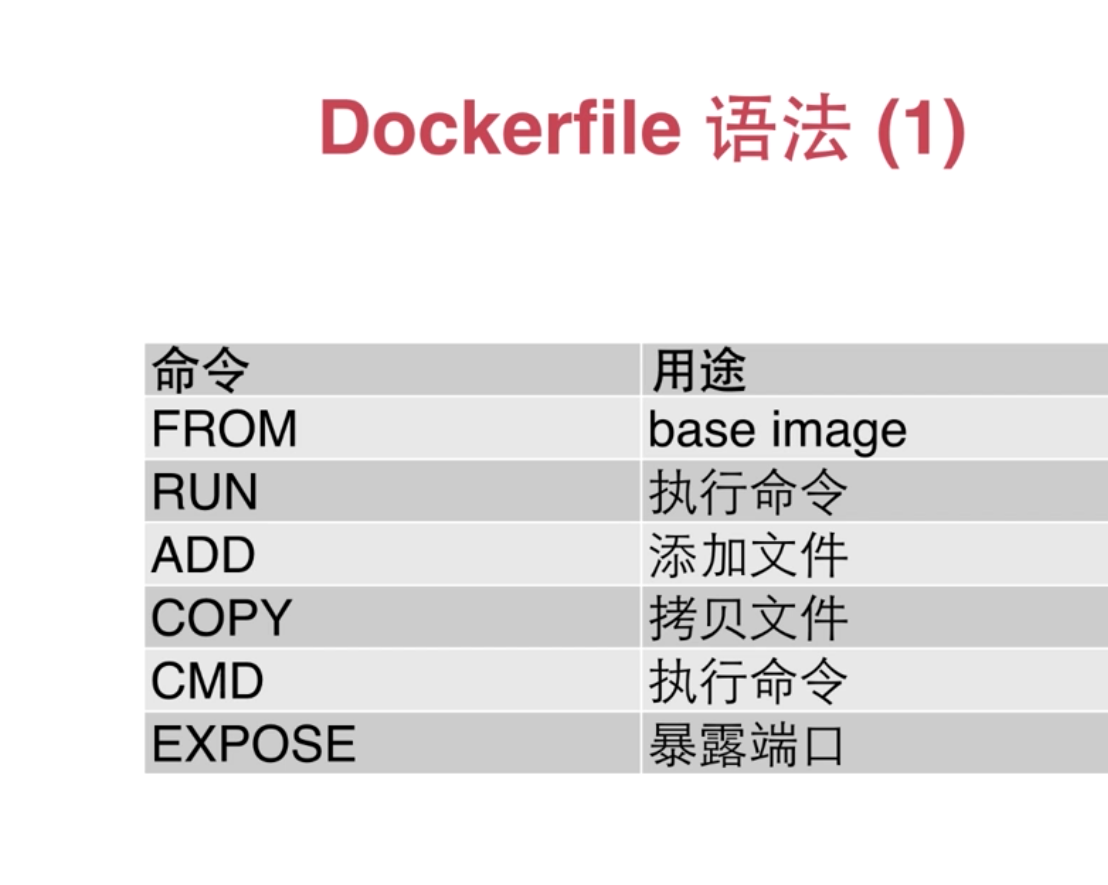 Dockerfile 语法 (1)
命令 用途
FROM base image
RUN 执行命令
ADD 添加文件
COPY 拷贝文件
CMD 执行命令
EXPOSE 暴露端口